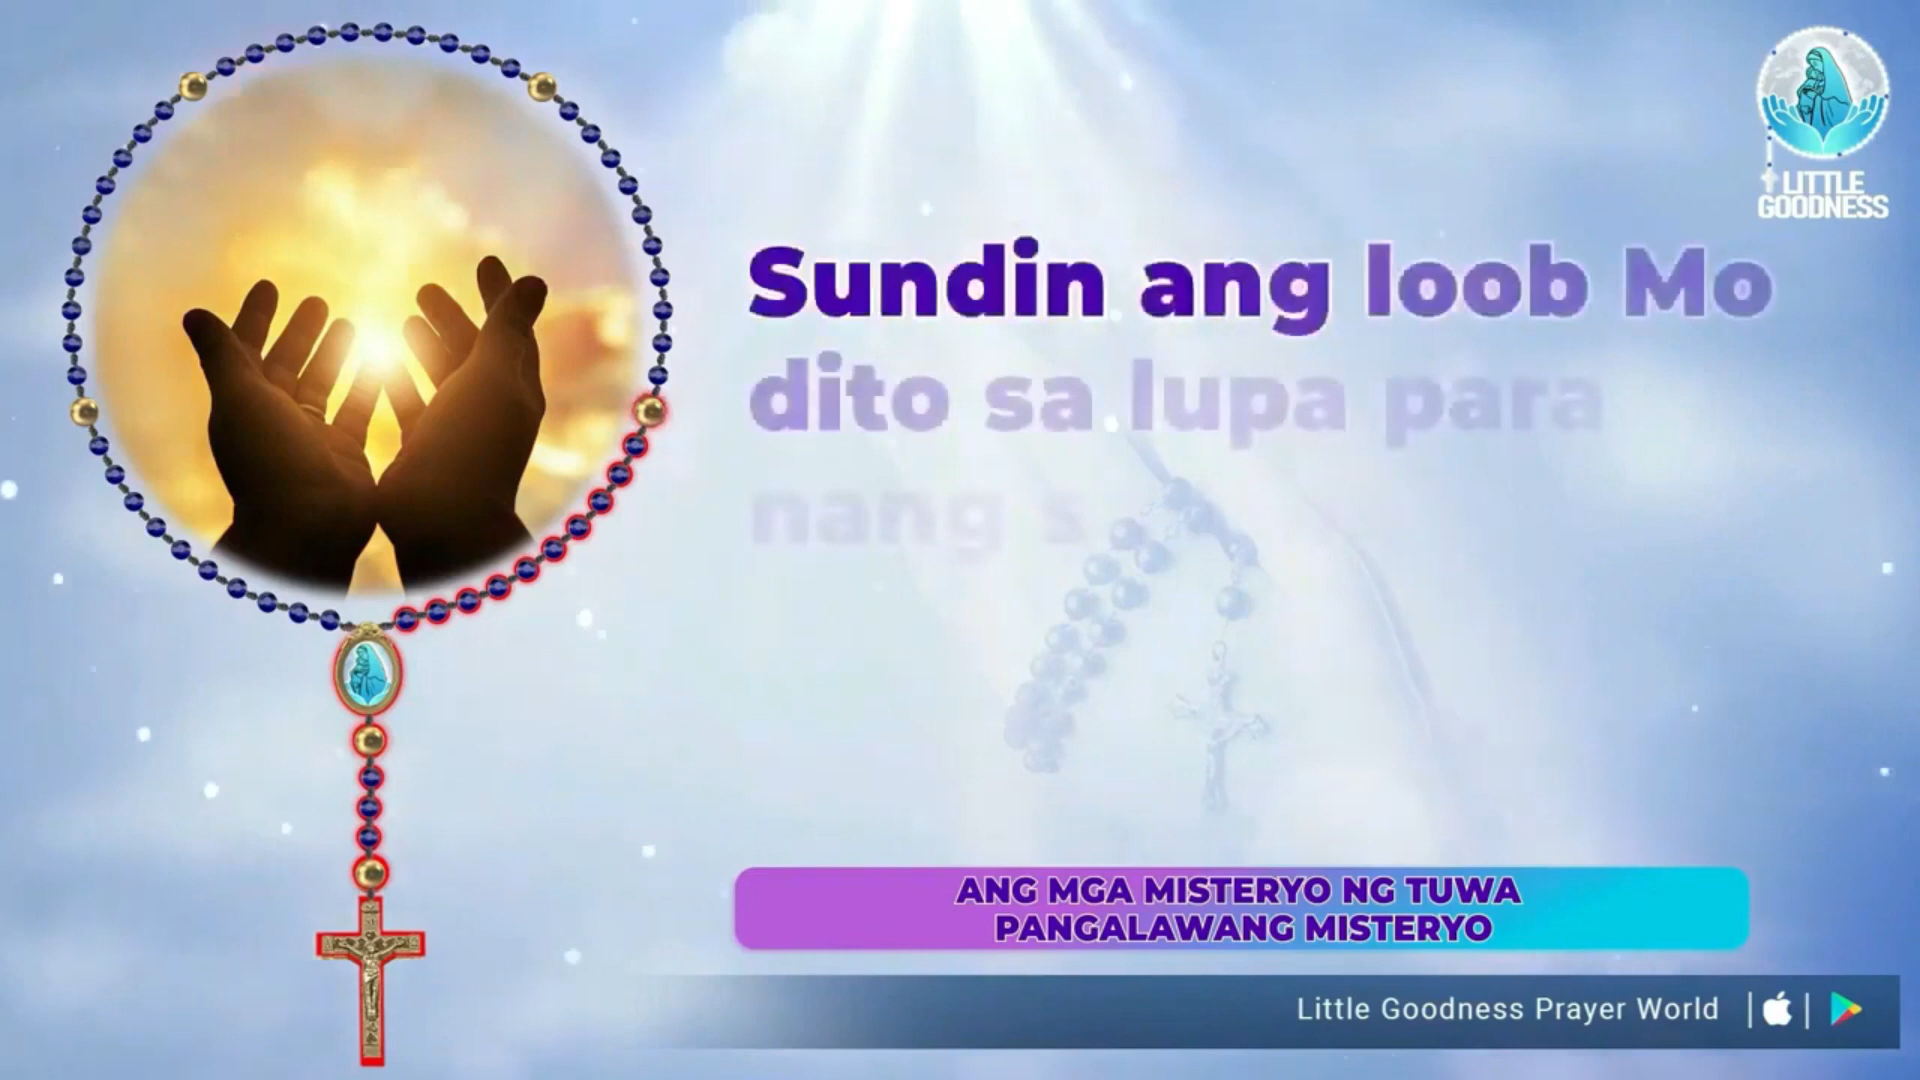 LITTLE
GOODNESS
Sundin ang loob Mo
dito sa lupa para
nang s
ANG MGA MISTERYO NG TUWA
PANGALAWANG MISTERYO
Little Goodness Prayer World